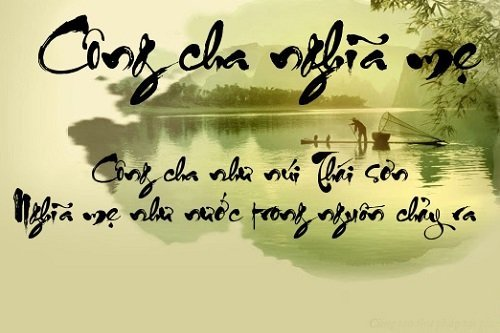 Công cha nghĩa mẹ
Công cha như núi Thái sơn
Nghĩa mẹ như nước trong nguồn chảy ra